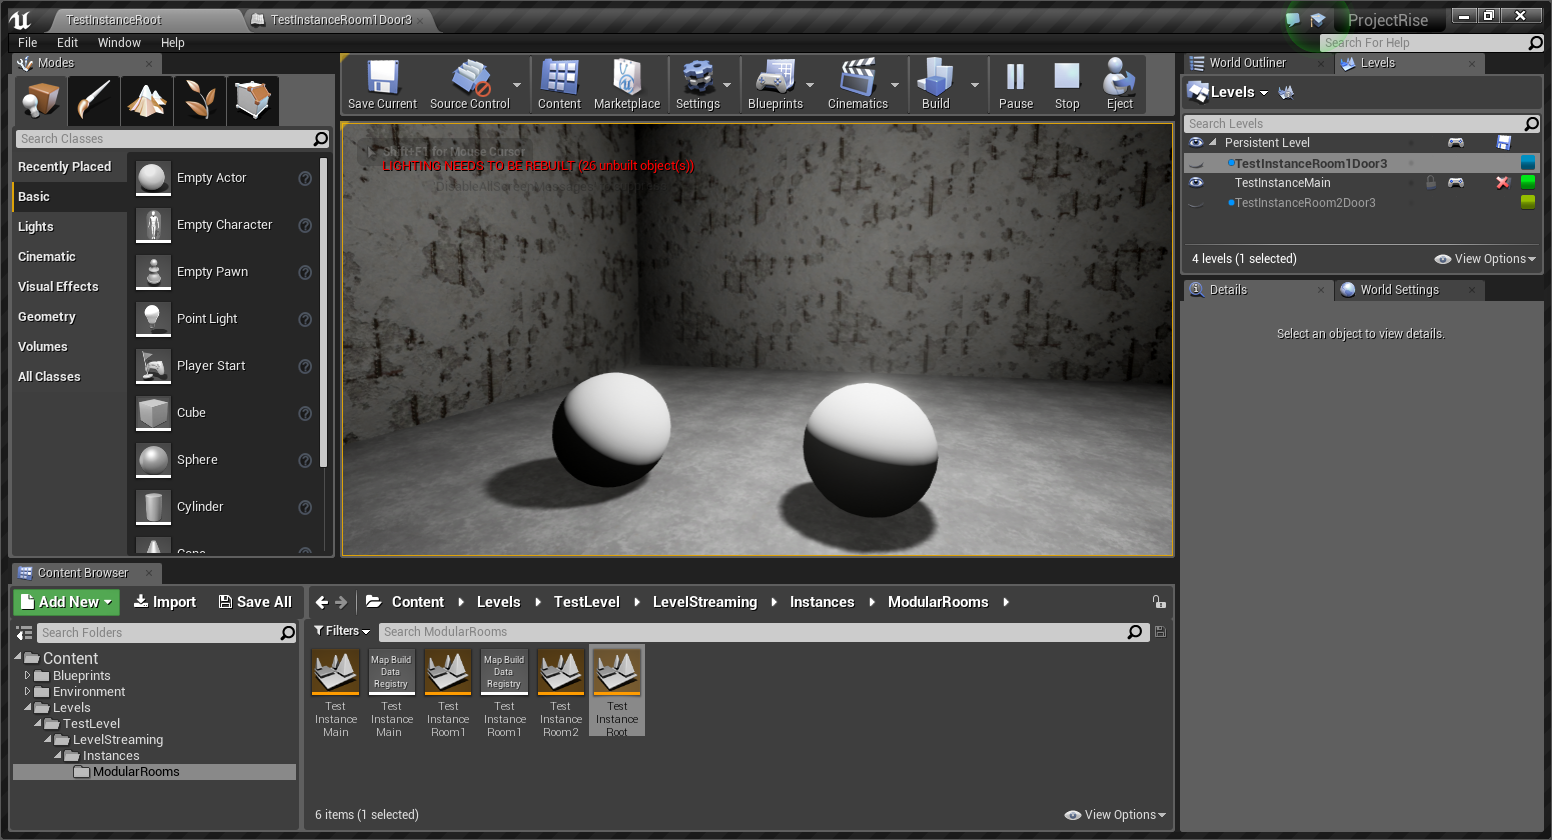 TestInstanceRoot
TestInstanceRoom1Door3
ProjectRise
File Edit Window Help
Search For Help
Modes
Search Classes
Recently Placed
Basic
Lights
Cinematic
Visual Effects
Geometry
Volumes
All Classes
Empty Actor
Empty Character
Empty Pawn
Point Light
Player Start
Cube
Sphere
Cylinder
Cone
Save Current
Source Control
Content
Marketplace
Settings
Blueprints
Cinematics
Build
Pause
Stop
Eject
Shift+F1 for Mouse Cursor
LIGHTING NEEDS TO BE REBUILT (26 unbuilt object(s))
World Outliner
Levels
Levels
Search Levels
Persistent Level
TestInstanceRoom1Door3
TestInstanceMain
TestInstanceRoom2Door3
4 levels (1 selected)
View Options
Details
World Settings
Select an object to view details.
Content Browser
Add New
Import
Save All
Content
Levels
TestLevel
LevelStreaming
Instances
ModularRooms
Search Folders
Content
Blueprints
Environment
Levels
TestLevel
LevelStreaming
Instances
ModularRooms
Filters
Search ModularRooms
Test
Instance
Main
Map Build
Data
Registry
Test
Instance
Main
Test
Instance
Room1
Map Build
Data
Registry
Test
Instance
Room1
Test
Instance
Room2
Test
Instance
Root
6 items (1 selected)
View Options